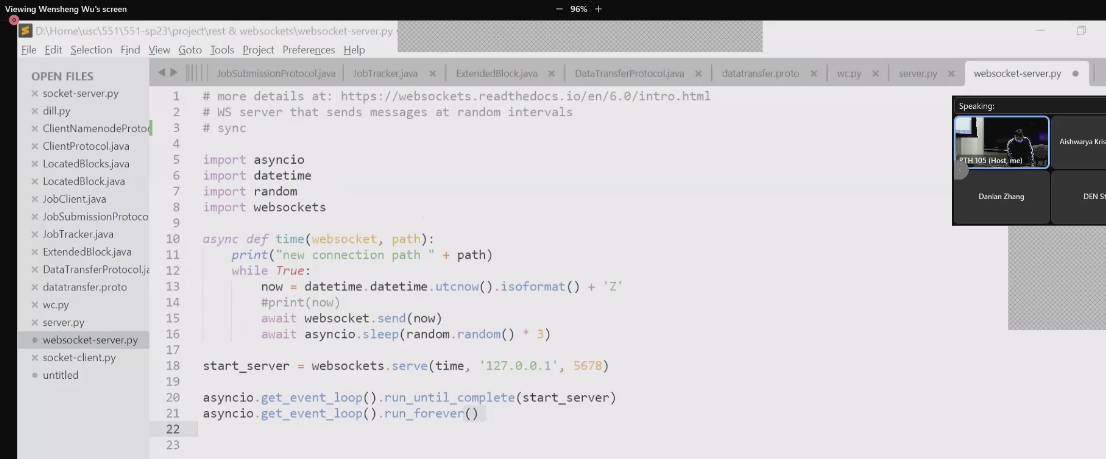 Viewing Wensheng Wu's screen
− 96% +
D:\Home\usc\551\551-sp23\project\rest & websockets\websocket-server.py •
File Edit Selection Find View Goto Tools Project Preferences Help
OPEN FILES
socket-server.py
dill.py
ClientNamenodeProtoc
ClientProtocol.java
LocatedBlocks.java
LocatedBlock.java
JobClient.java
JobSubmissionProtoco
JobTracker.java
ExtendedBlock.java
DataTransferProtocol.ja
datatransfer.proto
wc.py
server.py
websocket-server.py
socket-client.py
untitled
JobSubmissionProtocol.java JobTracker.java × ExtendedBlock.java × DataTransferProtocol.java × datatransfer.proto × wc.py × server.py × websocket-server.py •
1 # more details at: https://websockets.readthedocs.io/en/6.0/intro.html
2 # WS server that sends messages at random intervals
3 # sync
4
5 import asyncio
6 import datetime
7 import random
8 import websockets
9
10 async def time(websocket, path):
11 print("new connection path " + path)
12 while True:
13 now = datetime.datetime.utcnow().isoformat() + 'Z'
14 #print(now)
15 await websocket.send(now)
16 await asyncio.sleep(random.random() * 3)
17
18 start_server = websockets.serve(time, '127.0.0.1', 5678)
19
20 asyncio.get_event_loop().run_until_complete(start_server)
21 asyncio.get_event_loop().run_forever()
22
23
Speaking:
RTH 105 (Host, me)
Aishwarya Kris
Danian Zhang
DEN St